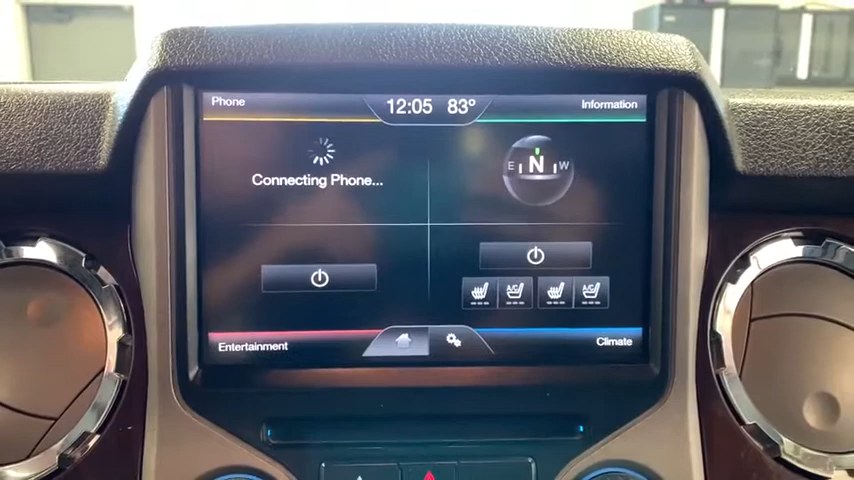 Phone
12:05 83°
Information
Connecting Phone...
E N W
A/C
A/C
Entertainment
Climate